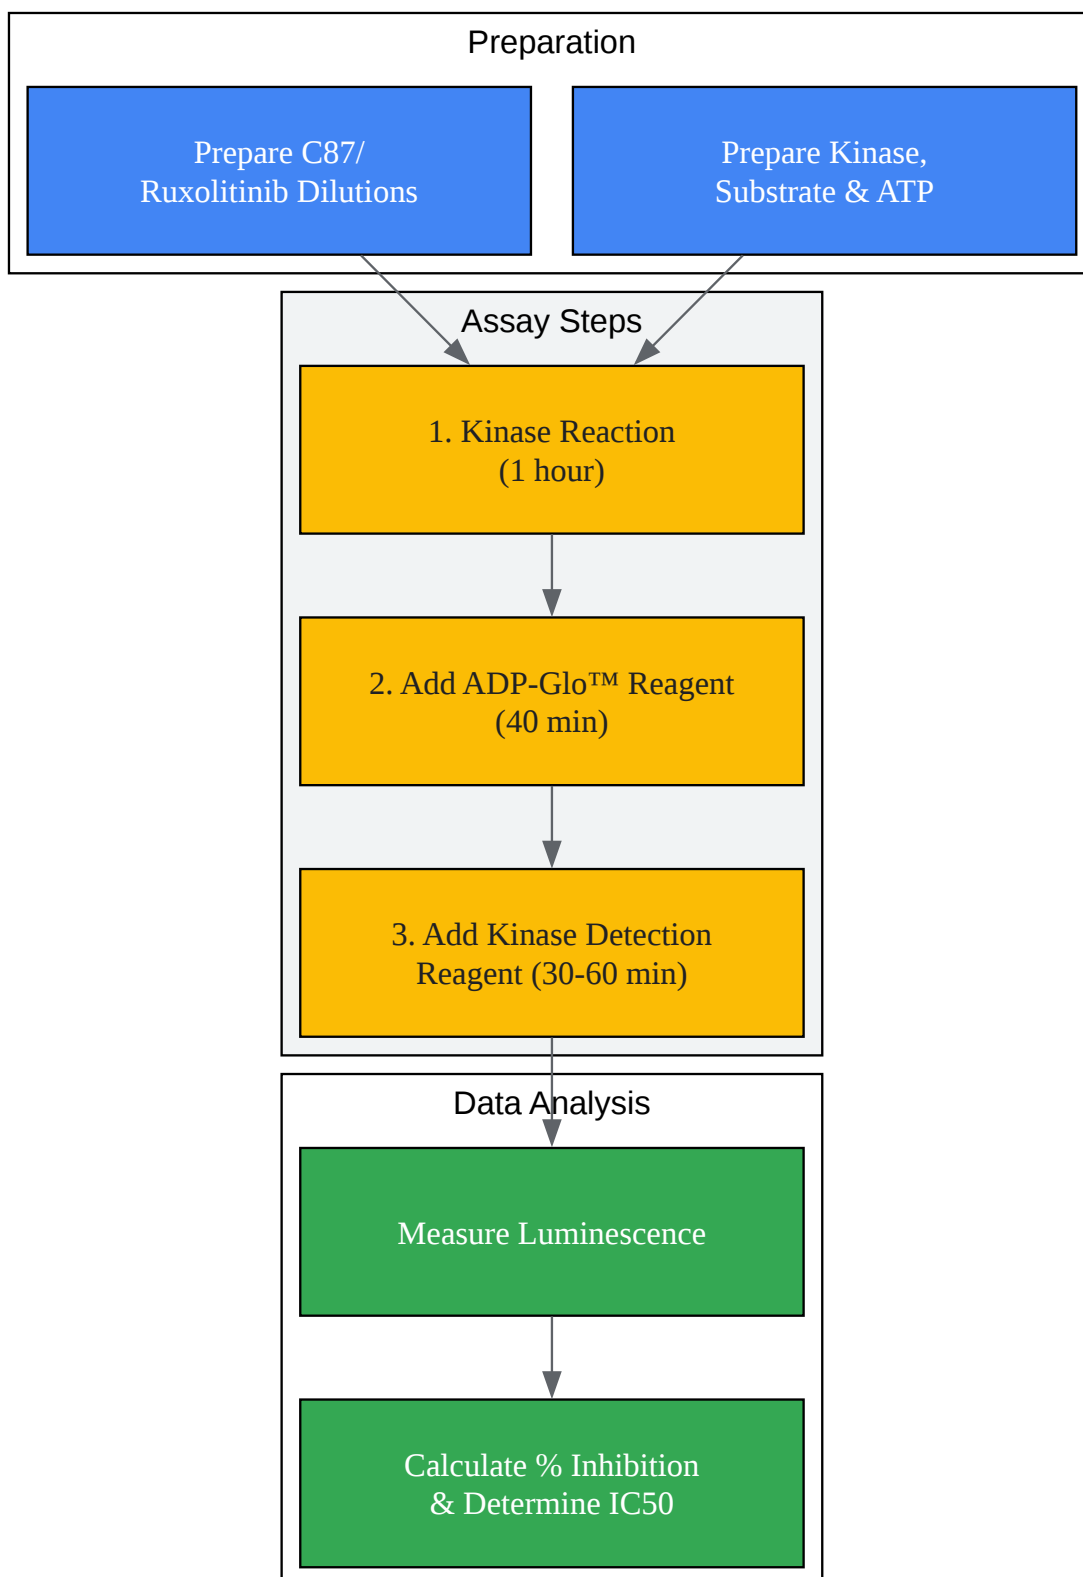 Preparation
Prepare C87/
Ruxolitinib Dilutions
Prepare Kinase,
Substrate & ATP
Assay Steps
1. Kinase Reaction
(1 hour)
2. Add ADP-Glo™ Reagent
(40 min)
3. Add Kinase Detection
Reagent (30-60 min)
Data Analysis
Measure Luminescence
Calculate % Inhibition
& Determine IC50